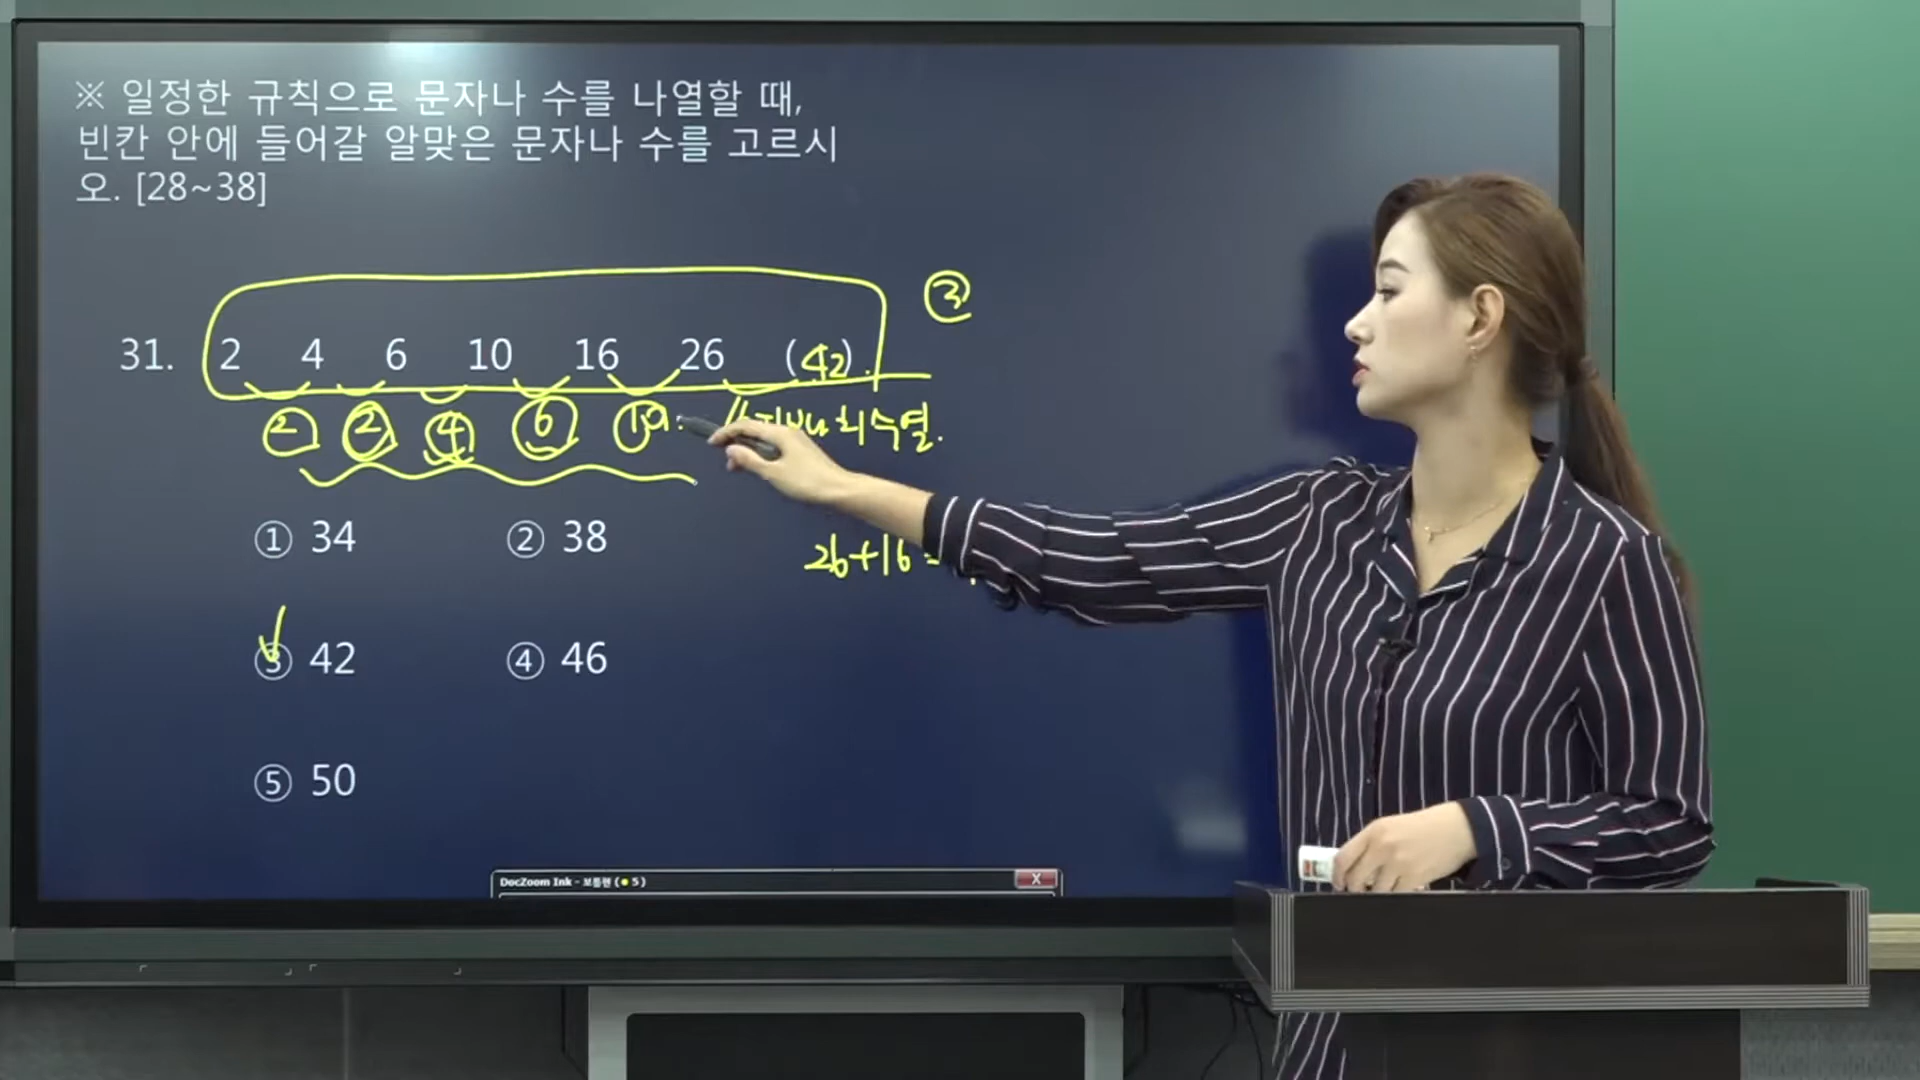 ※ 일정한 규칙으로 문자나 수를 나열할 때,
빈칸 안에 들어갈 알맞은 문자나 수를 고르시
오. [28~38]
③
31. 2 4 6 10 16 26 (42).
2 2 4 6 10 수열.
① 34 ② 38
26+16 =
③ 42 ④ 46
⑤ 50
DocZoom Ink - 보통펜 (●5)
X